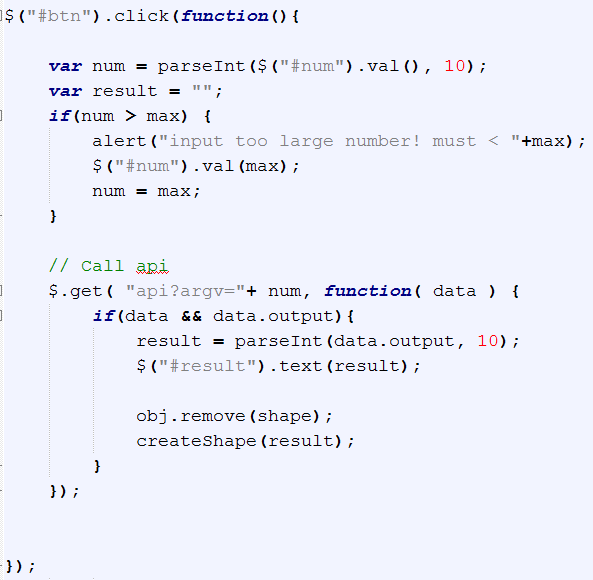 $("#btn").click(function(){
var num = parseInt($("#num").val(), 10);
var result = "";
if(num > max) {
alert("input too large number! must < "+max);
$("#num").val(max);
num = max;
}
// Call api
$.get( "api?argv="+ num, function( data ) {
if(data && data.output){
result = parseInt(data.output, 10);
$("#result").text(result);
obj.remove(shape);
createShape(result);
}
});
});